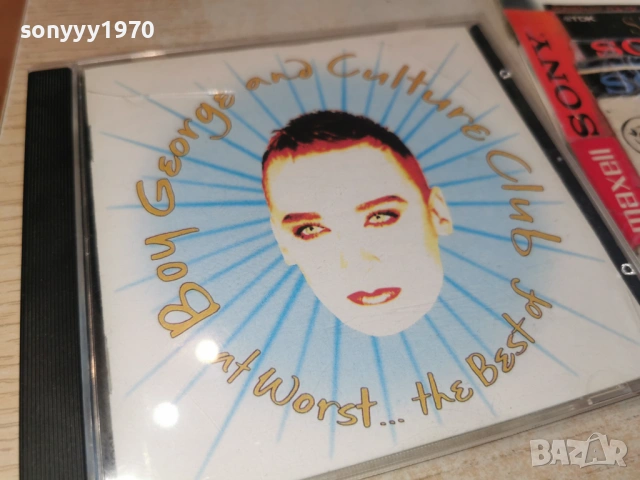 sonyyy1970
Boy George and Culture Club
at Worst... the Best of
TDK
SONY
maxell
BAZAR